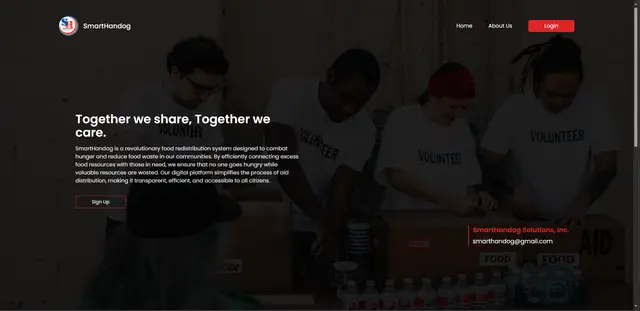 SH
SmartHandog
Home
About Us
Login
Together we share, Together we
care.
SmartHandog is a revolutionary food redistribution system designed to combat
hunger and reduce food waste in our communities. By efficiently connecting excess
food resources with those in need, we ensure that no one goes hungry while
valuable resources are wasted. Our digital platform simplifies the process of aid
distribution, making it transparent, efficient, and accessible to all citizens.
Sign Up
SmartHandog Solutions, Inc.
smarthandog@gmail.com
VOLUNTEER
VOLUNTEER
VOLUNTEER
AID
FOOD
FOOD